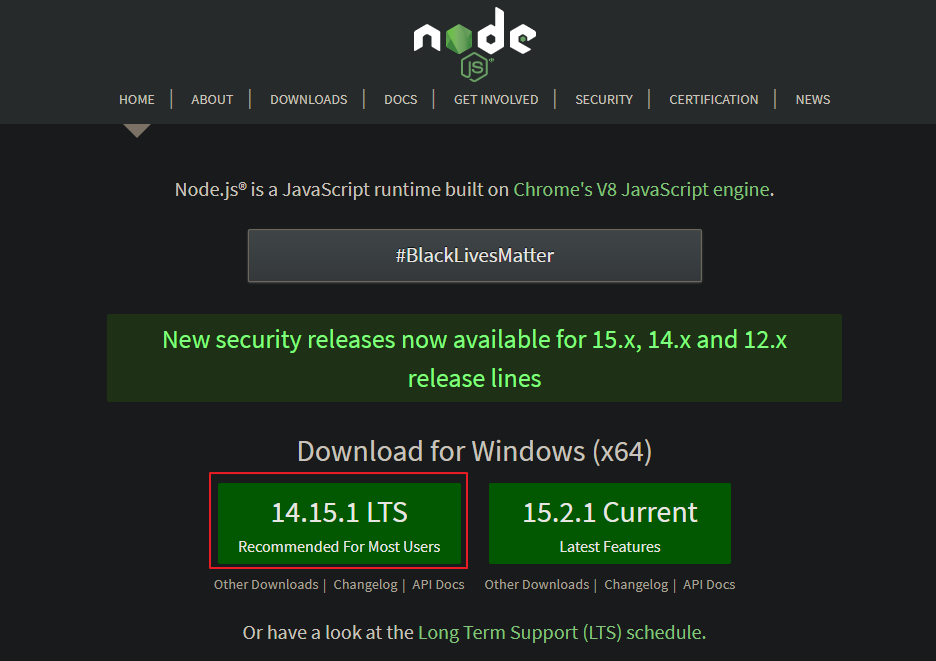 node
JS
HOME | ABOUT | DOWNLOADS | DOCS | GET INVOLVED | SECURITY | CERTIFICATION | NEWS
Node.js® is a JavaScript runtime built on Chrome's V8 JavaScript engine.
#BlackLivesMatter
New security releases now available for 15.x, 14.x and 12.x
release lines
Download for Windows (x64)
14.15.1 LTS
Recommended For Most Users
15.2.1 Current
Latest Features
Other Downloads | Changelog | API Docs
Other Downloads | Changelog | API Docs
Or have a look at the Long Term Support (LTS) schedule.